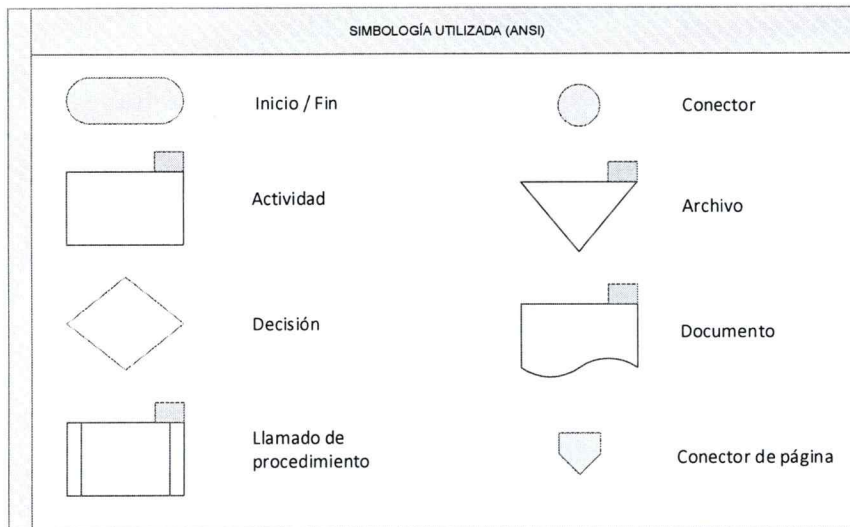 SIMBOLOGÍA UTILIZADA (ANSI)
Inicio / Fin
Conector
Actividad
Archivo
Decisión
Documento
Llamado de
procedimiento
Conector de página